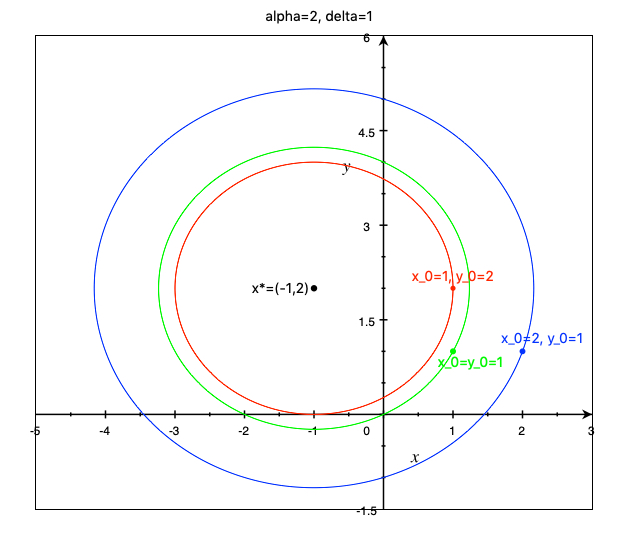 alpha=2, delta=1
6
4.5
y
3
x_0=1, y_0=2
x*=(-1,2)
1.5
x_0=2, y_0=1
x_0=y_0=1
-5 -4 -3 -2 -1 0 1 2 3
x
-1.5